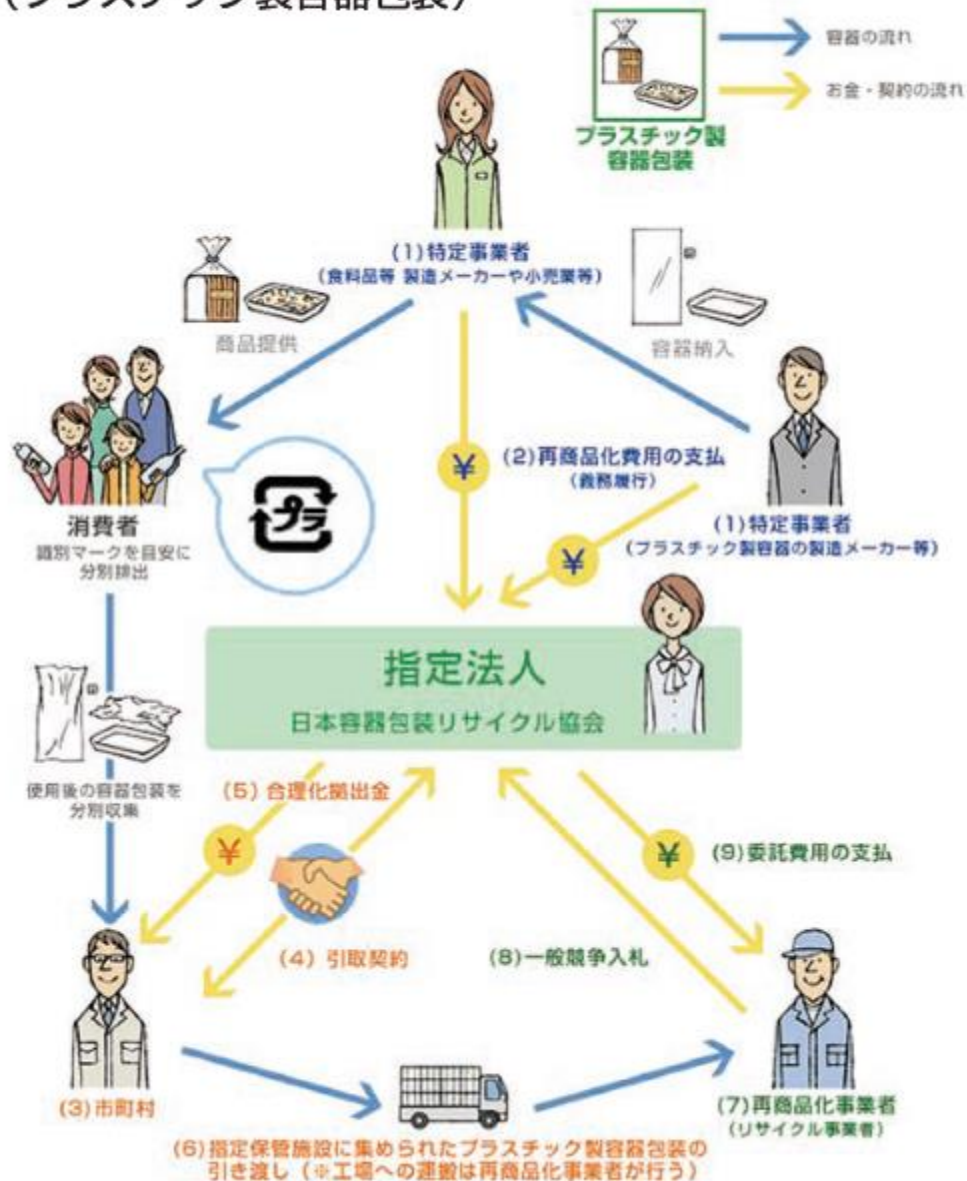 (プラスチック製容器包装)
容器の流れ
お金・契約の流れ
プラスチック製
容器包装
(1)特定事業者
(食料品等 製造メーカーや小売業等)
商品提供
容器納入
消費者
識別マークを目安に
分別排出
プラ
¥
(2)再商品化費用の支払
(義務履行)
¥
(1)特定事業者
(プラスチック製容器の製造メーカー等)
指定法人
日本容器包装リサイクル協会
使用後の容器包装を
分別収集
(5) 合理化拠出金
¥
(4) 引取契約
(8)一般競争入札
¥
(9)委託費用の支払
(3)市町村
(6)指定保管施設に集められたプラスチック製容器包装の
引き渡し (※工場への運搬は再商品化事業者が行う)
(7)再商品化事業者
(リサイクル事業者)